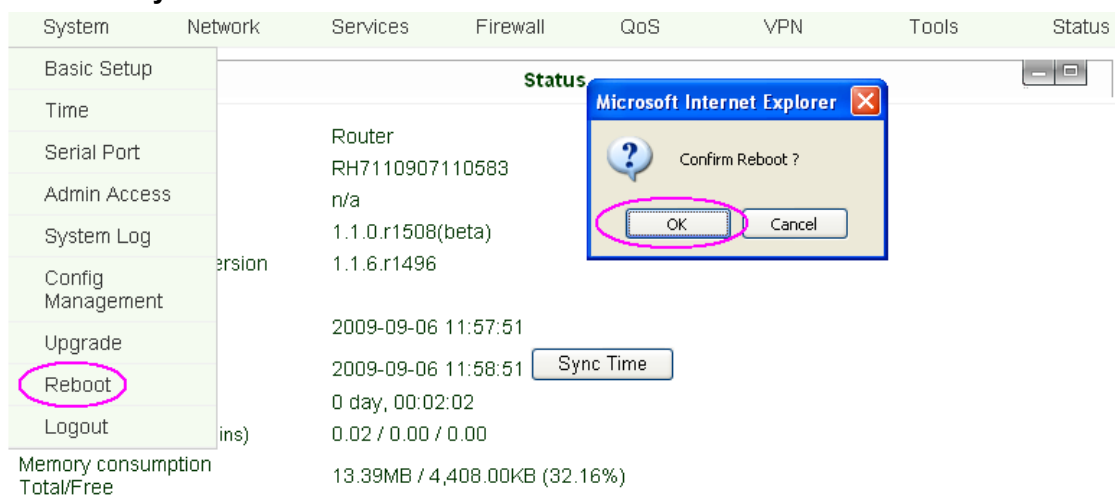 y
System Network Services Firewall QoS VPN Tools Status
Basic Setup
Status
Microsoft Internet Explorer
Time
Router
Confirm Reboot ?
Serial Port
RH7110907110583
Admin Access
n/a
OK Cancel
System Log
1.1.0.r1508(beta)
Config
Management
ersion 1.1.6.r1496
2009-09-06 11:57:51
Upgrade
2009-09-06 11:58:51 Sync Time
Reboot
0 day, 00:02:02
Logout
ins) 0.02 / 0.00 / 0.00
Memory consumption
Total/Free
13.39MB / 4,408.00KB (32.16%)